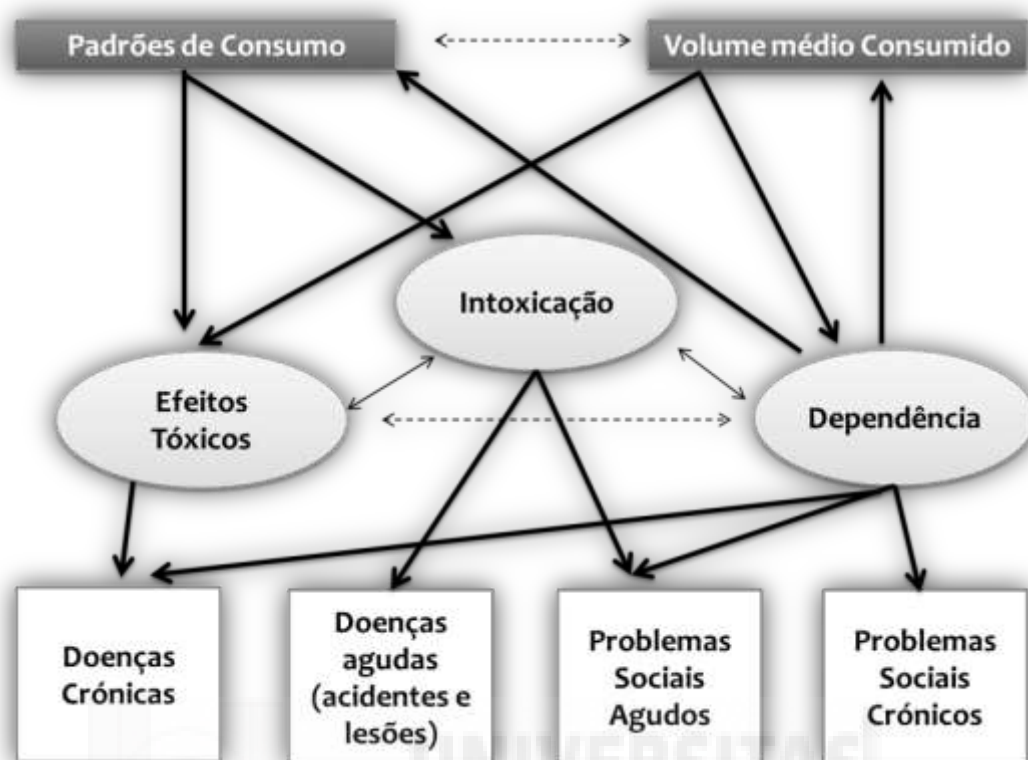 Padrões de Consumo
Volume médio Consumido
Intoxicação
Efeitos
Tóxicos
Dependência
Doenças
Crónicas
Doenças
agudas
(acidentes e
lesões)
Problemas
Sociais
Agudos
Problemas
Sociais
Crónicos
UNIVERSITAS